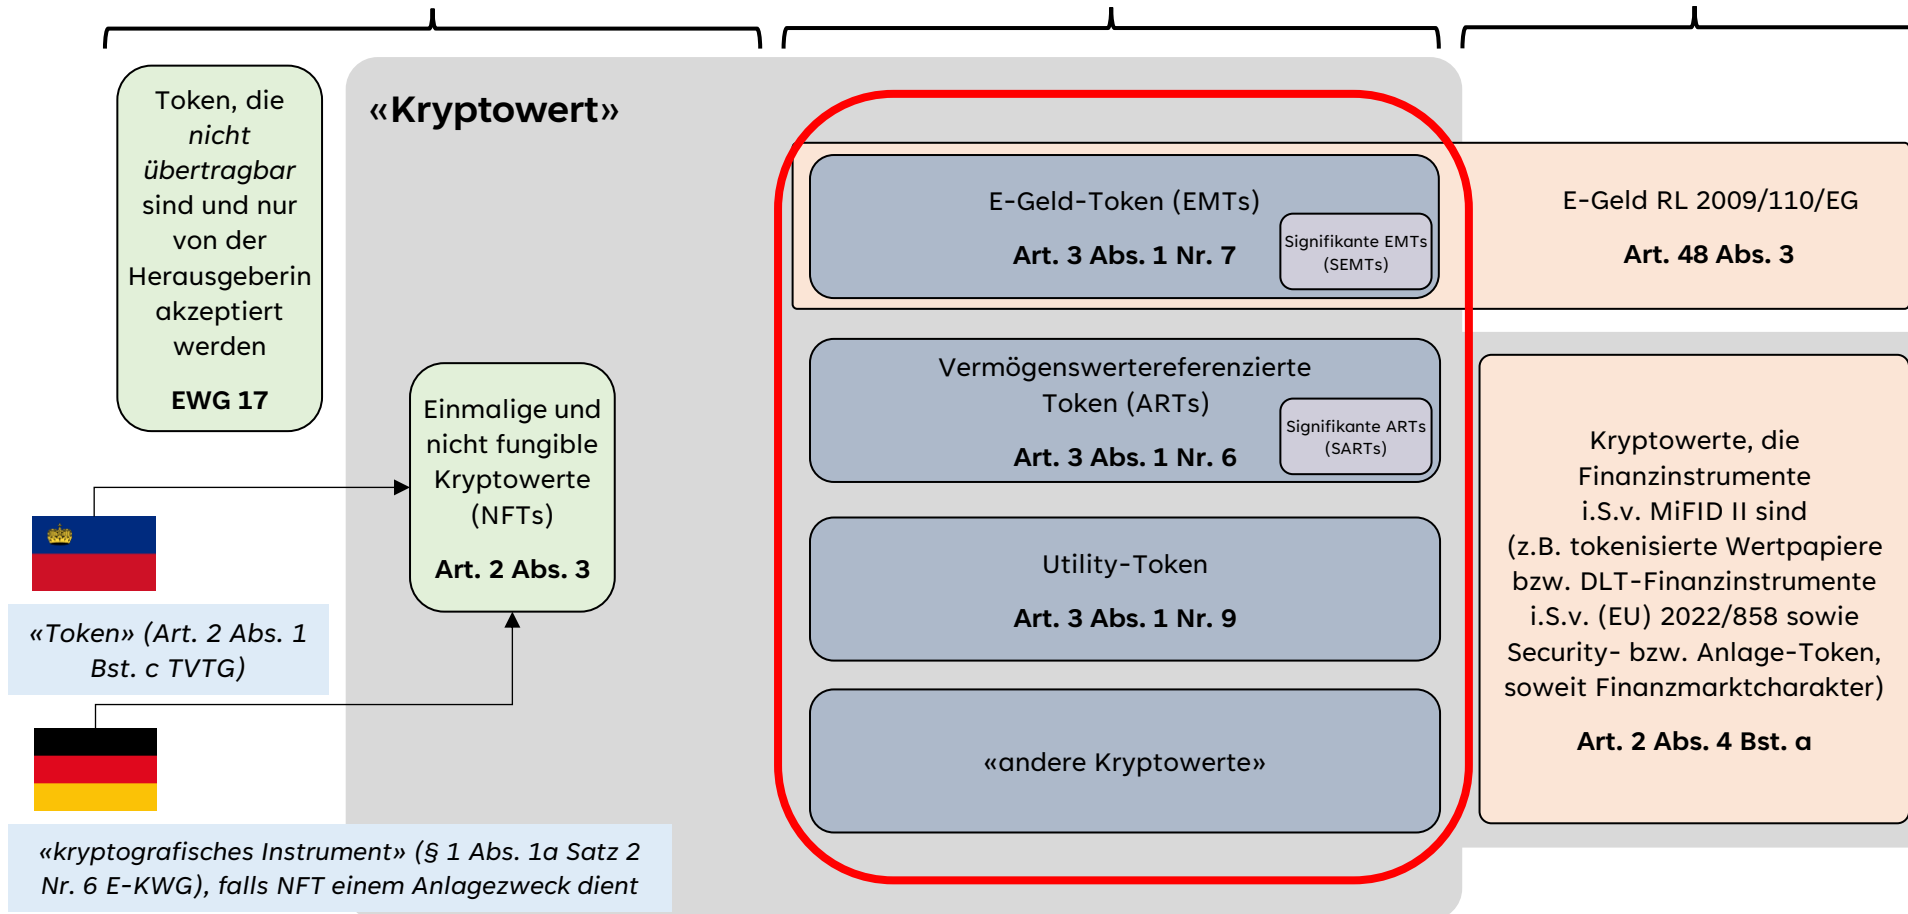 Token, die
nicht
übertragbar
sind und nur
von der
Herausgeberin
akzeptiert
werden
EWG 17
«Kryptowert»
Einmalige und
nicht fungible
Kryptowerte
(NFTs)
Art. 2 Abs. 3
«Token» (Art. 2 Abs. 1
Bst. c TVTG)
«kryptografisches Instrument» (§ 1 Abs. 1a Satz 2
Nr. 6 E-KWG), falls NFT einem Anlagezweck dient
E-Geld-Token (EMTs)
Art. 3 Abs. 1 Nr. 7
Signifikante EMTs
(SEMTs)
Vermögenswertereferenzierte
Token (ARTs)
Art. 3 Abs. 1 Nr. 6
Signifikante ARTs
(SARTs)
Utility-Token
Art. 3 Abs. 1 Nr. 9
«andere Kryptowerte»
E-Geld RL 2009/110/EG
Art. 48 Abs. 3
Kryptowerte, die
Finanzinstrumente
i.S.v. MiFID II sind
(z.B. tokenisierte Wertpapiere
bzw. DLT-Finanzinstrumente
i.S.v. (EU) 2022/858 sowie
Security- bzw. Anlage-Token,
soweit Finanzmarktcharakter)
Art. 2 Abs. 4 Bst. a